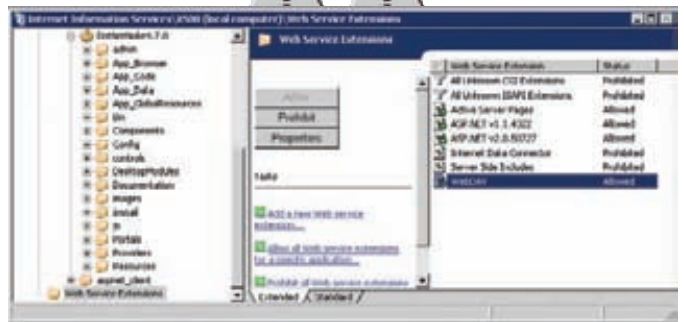 Internet Information Services\ (local computer)\Web Service Extensions
admin
App_Browser
App_Code
App_Data
App_GlobalResources
bin
Components
Config
controls
DesktopModules
Documentation
images
install
js
Portals
Providers
Resources
aspnet_client
Web Service Extensions
Web Service Extensions
Allow
Prohibit
Properties
Tasks
Add a new Web service
extension...
Allow all Web service extensions
for a specific application...
Prohibit all Web service extensions
Extended Standard
Web Service Extension Status
All Unknown CGI Extensions Prohibited
All Unknown ISAPI Extensions Prohibited
Active Server Pages Allowed
ASP.NET v1.1.4322 Allowed
ASP.NET v2.0.50727 Allowed
Internet Data Connector Prohibited
Server Side Includes Prohibited
WebDAV Allowed